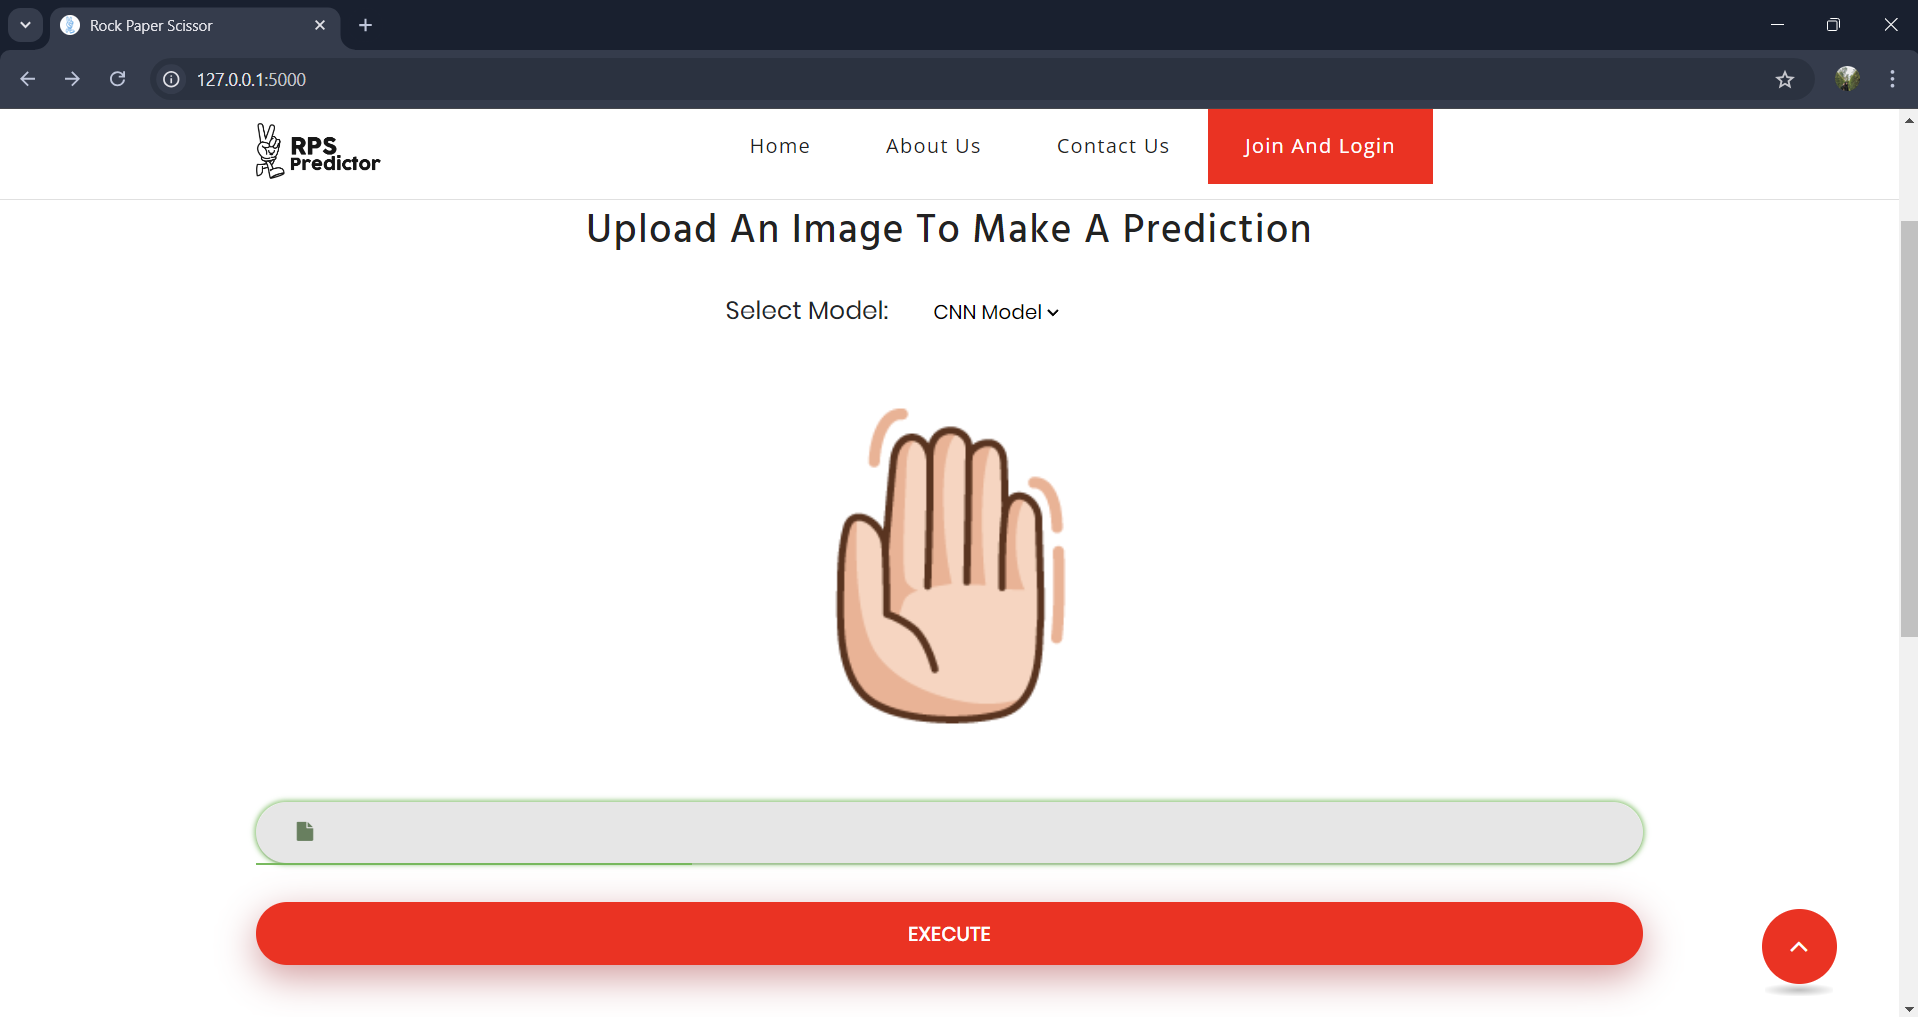 Rock Paper Scissor
127.0.0.1:5000
RPS
Predictor
Home
About Us
Contact Us
Join And Login
Upload An Image To Make A Prediction
Select Model:
CNN Model
EXECUTE